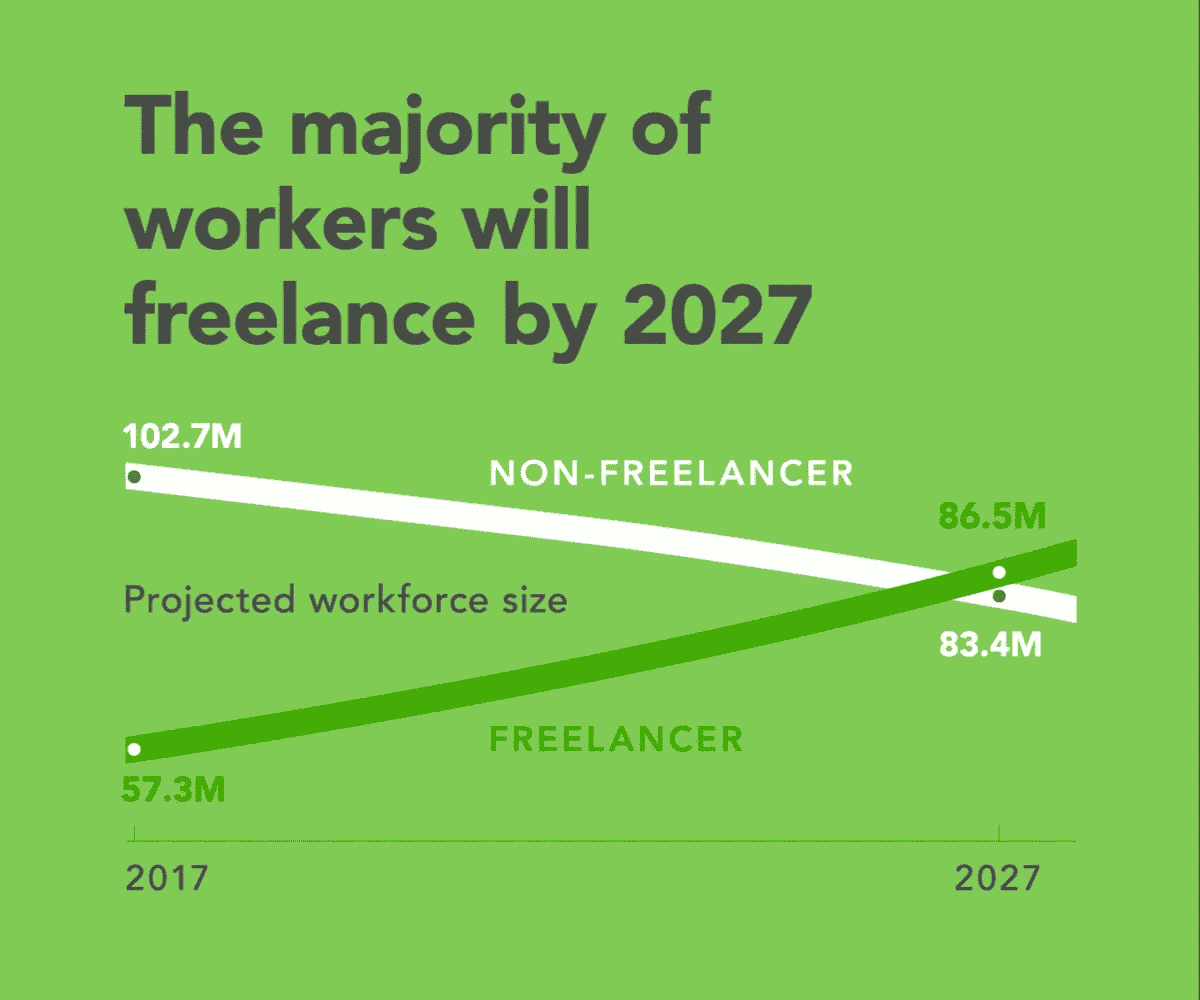 The majority of
workers will
freelance by 2027
102.7M
NON-FREELANCER
86.5M
Projected workforce size
83.4M
FREELANCER
57.3M
2017
2027